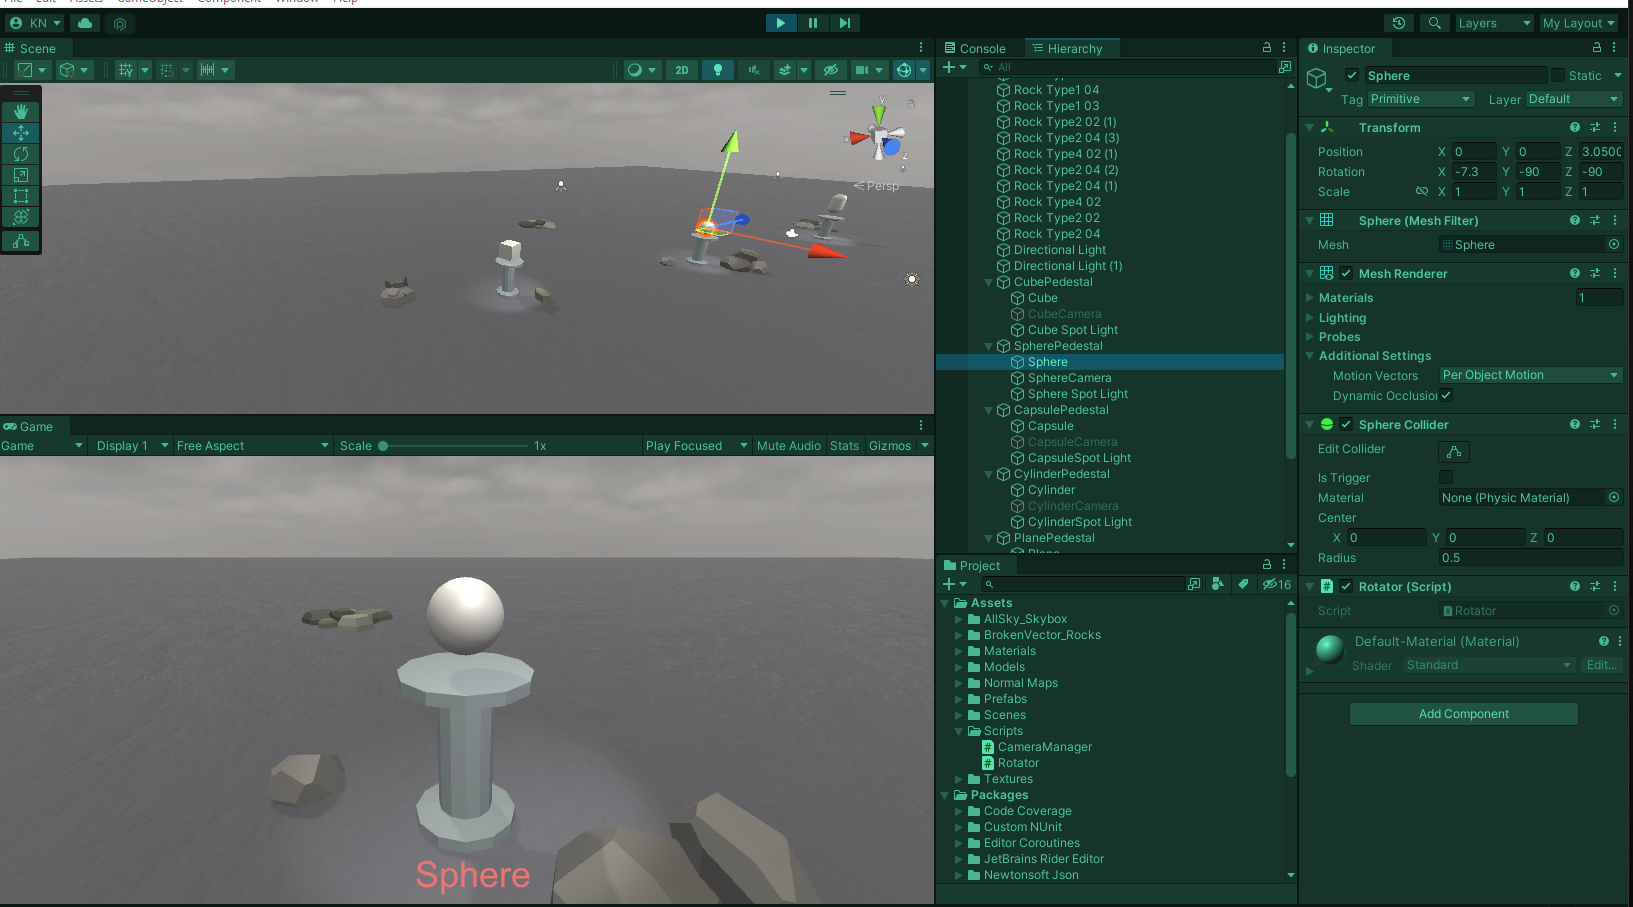 File Edit Assets GameObject Component Window Help
KN
Layers
My Layout
Scene
2D
y
x
z
Persp
Game
Game
Display 1
Free Aspect
Scale
1x
Play Focused
Mute Audio
Stats
Gizmos
Sphere
Console
Hierarchy
All
Rock Type1 04
Rock Type1 03
Rock Type2 02 (1)
Rock Type2 04 (3)
Rock Type4 02 (1)
Rock Type2 04 (2)
Rock Type2 04 (1)
Rock Type4 02
Rock Type2 02
Rock Type2 04
Directional Light
Directional Light (1)
CubePedestal
Cube
CubeCamera
Cube Spot Light
SpherePedestal
Sphere
SphereCamera
Sphere Spot Light
CapsulePedestal
Capsule
CapsuleCamera
CapsuleSpot Light
CylinderPedestal
Cylinder
CylinderCamera
CylinderSpot Light
PlanePedestal
Plane
Project
16
Assets
AllSky_Skybox
BrokenVector_Rocks
Materials
Models
Normal Maps
Prefabs
Scenes
Scripts
CameraManager
Rotator
Textures
Packages
Code Coverage
Custom NUnit
Editor Coroutines
JetBrains Rider Editor
Newtonsoft Json
Inspector
Sphere
Static
Tag Primitive Layer Default
Transform
Position X 0 Y 0 Z 3.0500
Rotation X -7.3 Y -90 Z -90
Scale X 1 Y 1 Z 1
Sphere (Mesh Filter)
Mesh Sphere
Mesh Renderer
Materials 1
Lighting
Probes
Additional Settings
Motion Vectors Per Object Motion
Dynamic Occlusion
Sphere Collider
Edit Collider
Is Trigger
Material None (Physic Material)
Center
X 0 Y 0 Z 0
Radius 0.5
Rotator (Script)
Script Rotator
Default-Material (Material)
Shader Standard Edit...
Add Component